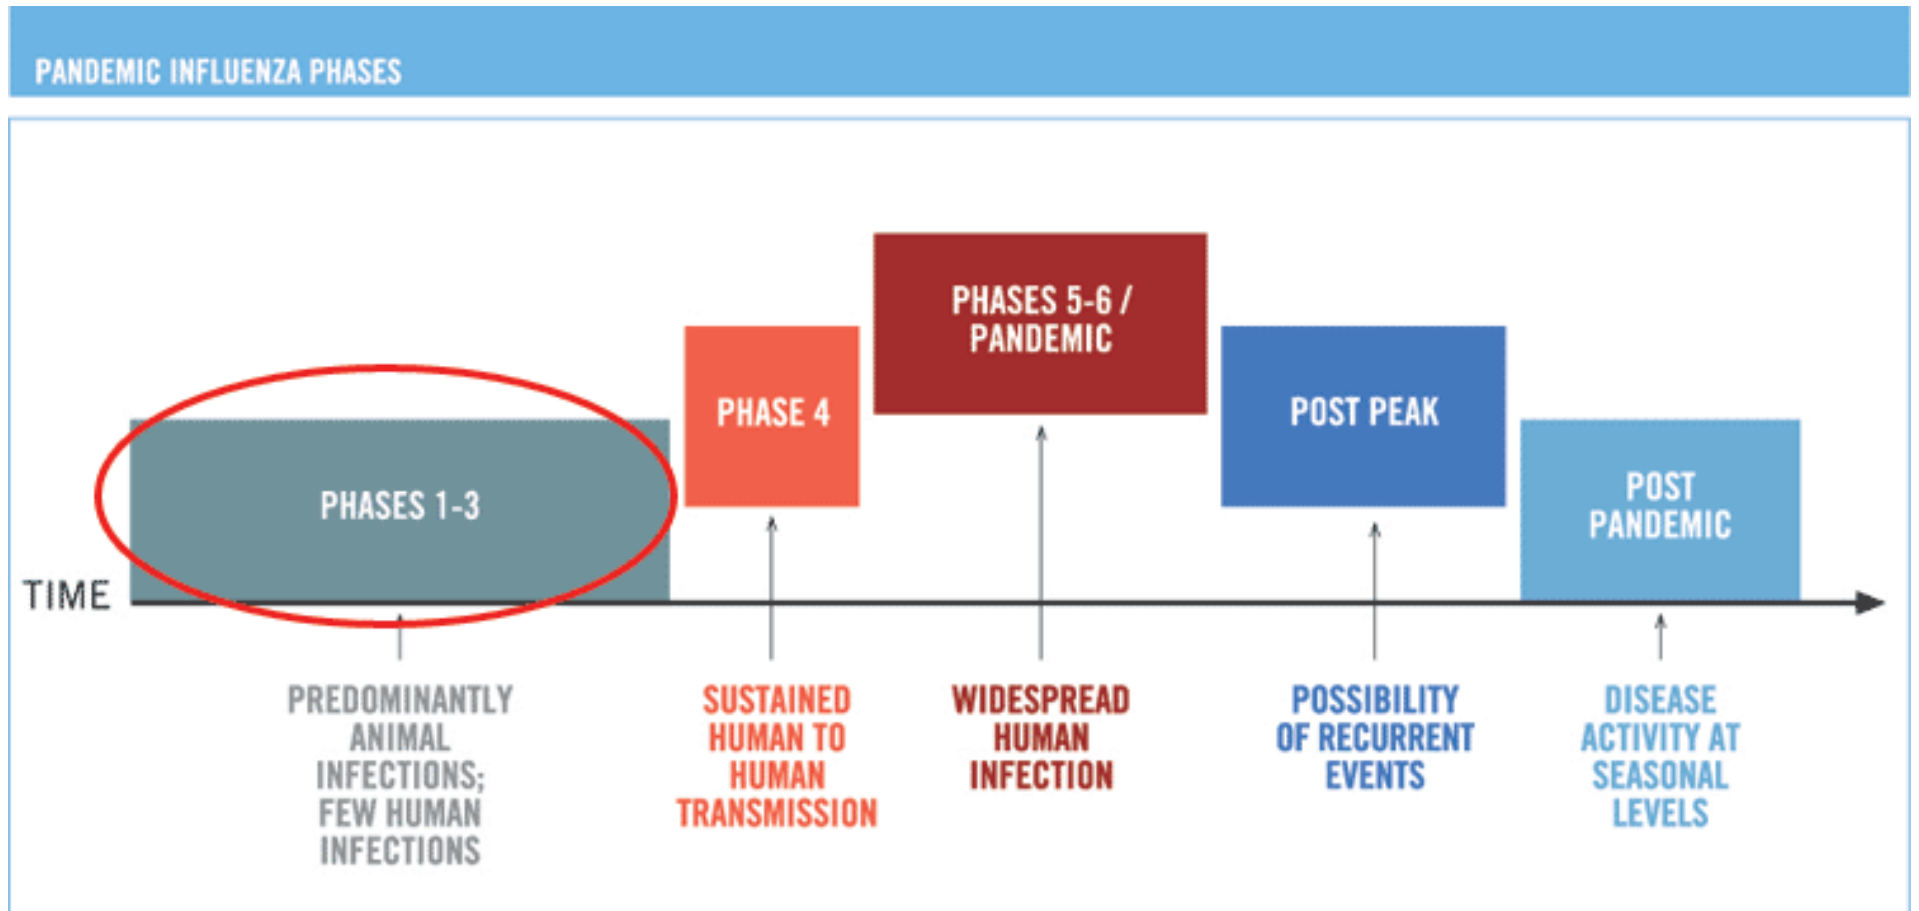 PANDEMIC INFLUENZA PHASES
PHASES 1-3
PHASE 4
PHASES 5-6 /
PANDEMIC
POST PEAK
POST
PANDEMIC
TIME
PREDOMINANTLY
ANIMAL
INFECTIONS;
FEW HUMAN
INFECTIONS
SUSTAINED
HUMAN TO
HUMAN
TRANSMISSION
WIDESPREAD
HUMAN
INFECTION
POSSIBILITY
OF RECURRENT
EVENTS
DISEASE
ACTIVITY AT
SEASONAL
LEVELS